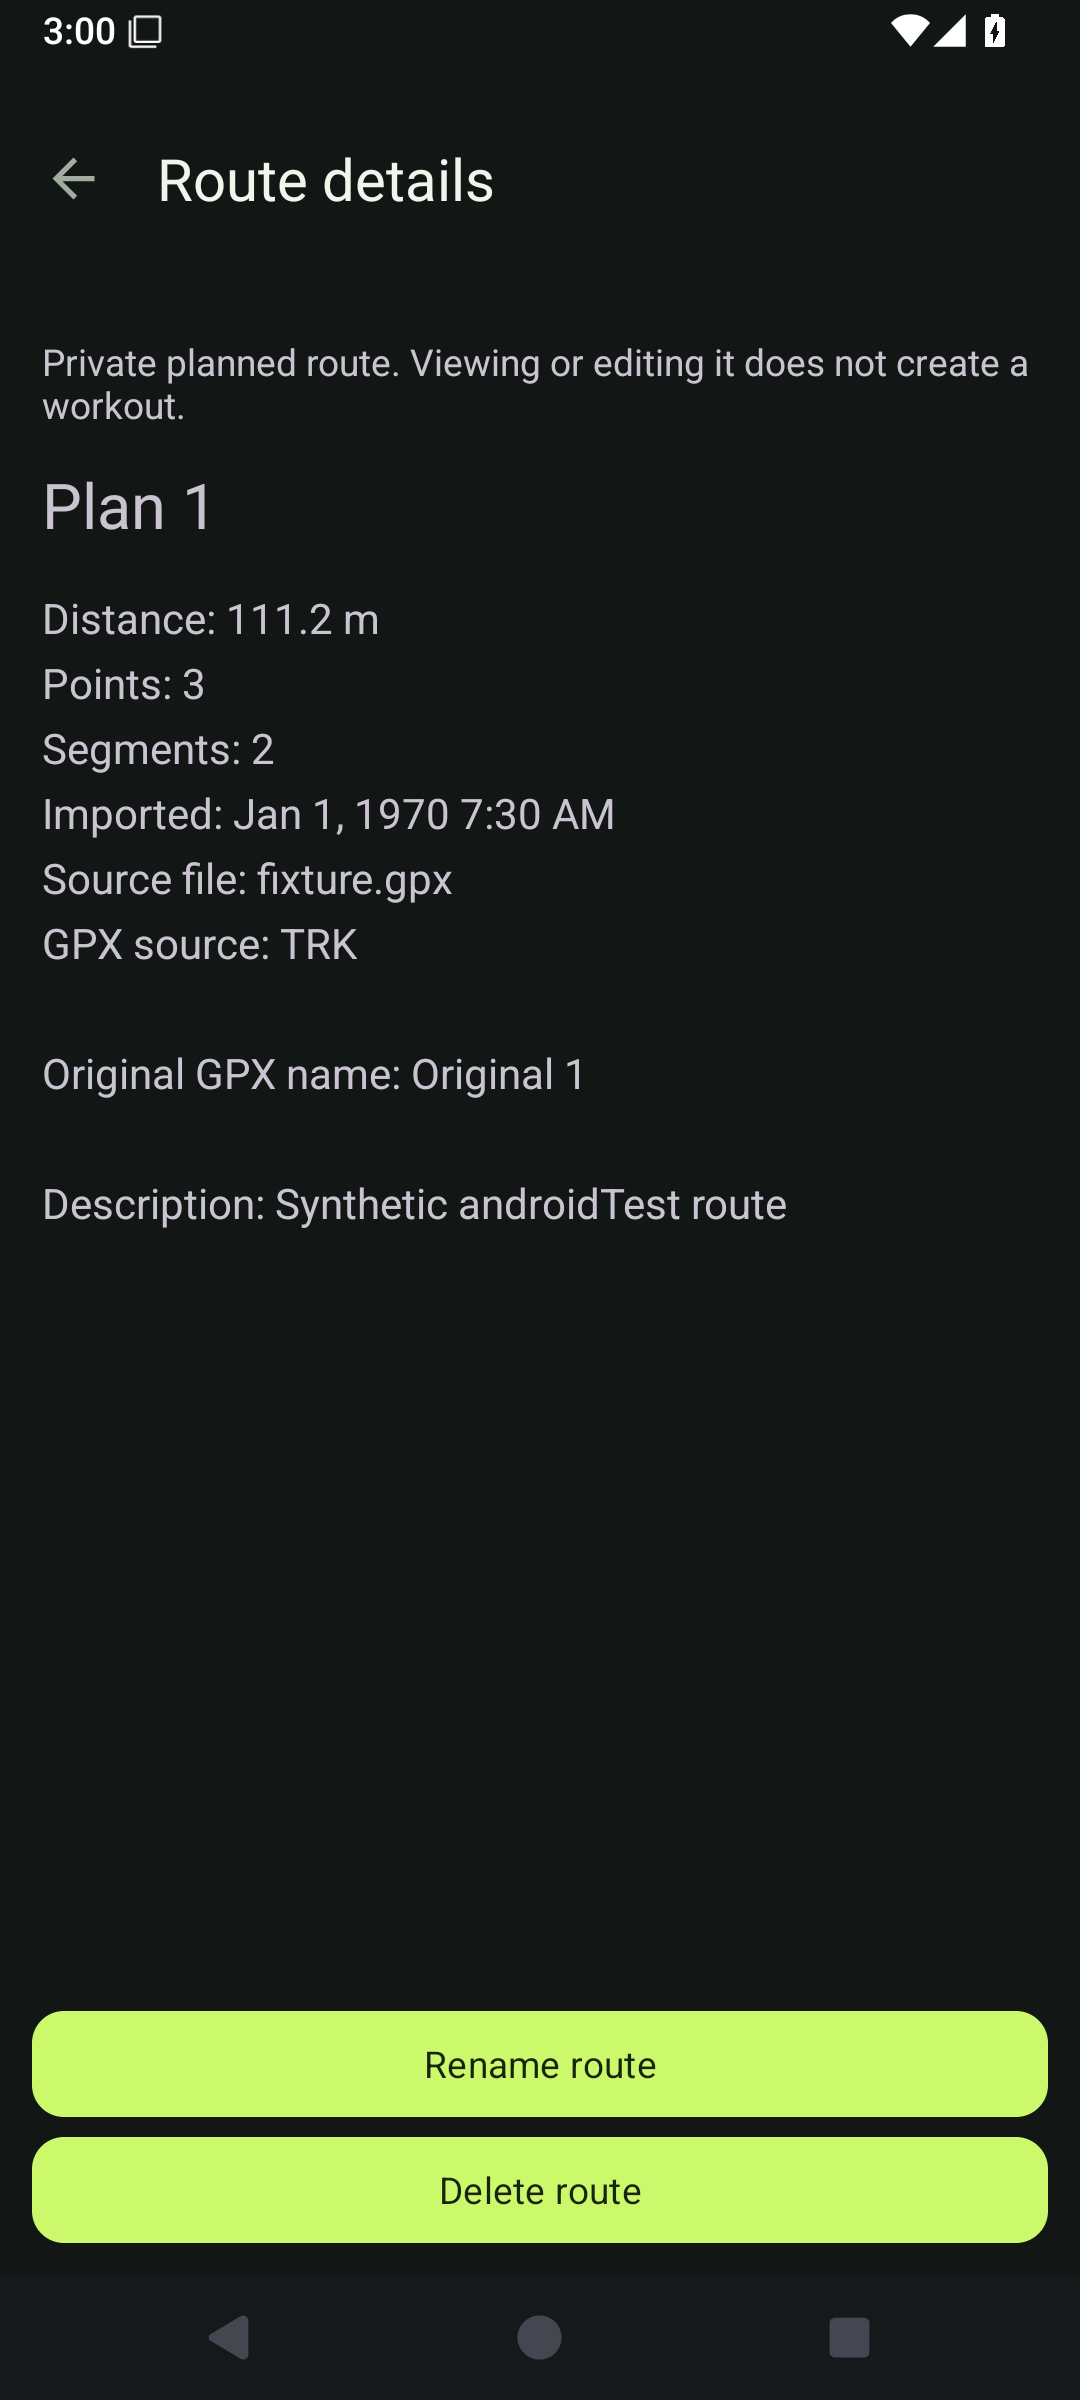 3:00
Route details
Private planned route. Viewing or editing it does not create a
workout.
Plan 1
Distance: 111.2 m
Points: 3
Segments: 2
Imported: Jan 1, 1970 7:30 AM
Source file: fixture.gpx
GPX source: TRK
Original GPX name: Original 1
Description: Synthetic androidTest route
Rename route
Delete route